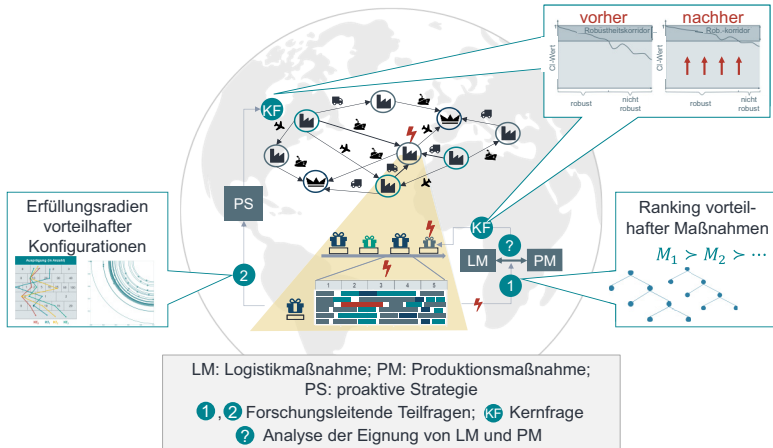 vorher
nachher
Robustheitskorridor
Rob.-korridor
CI-Wert
CI-Wert
robust
nicht
robust
robust
nicht
robust
KF
PS
Erfüllungsradien
vorteilhafter
Konfigurationen
2
KF
?
LM
PM
1
Ranking vorteil-
hafter Maßnahmen
M₁ ≻ M₂ ≻ ⋯
1 2 3 4 5
LM: Logistikmaßnahme; PM: Produktionsmaßnahme;
PS: proaktive Strategie
1, 2 Forschungsleitende Teilfragen; KF Kernfrage
? Analyse der Eignung von LM und PM